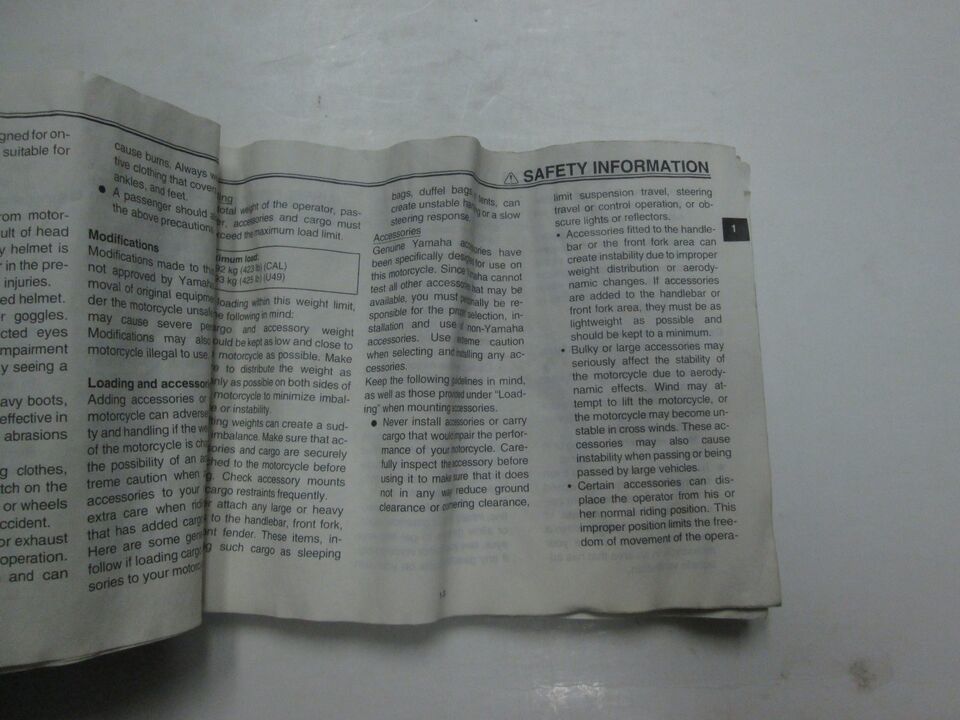 gned for on-
suitable for
rom motor-
ult of head
y helmet is
r in the pre-
injuries.
ed helmet.
r goggles.
cted eyes
mpairment
y seeing a
avy boots,
effective in
abrasions
g clothes,
tch on the
or wheels
ccident.
or exhaust
operation.
and can
cause burns. Always w
tive clothing that cover
ankles, and feet.
● A passenger should a
the above precautions
Modifications
Modifications made to th
not approved by Yamaha
moval of original equipme
der the motorcycle unsafe
may cause severe per
Modifications may also
motorcycle illegal to use.
Loading and accessor
Adding accessories or
motorcycle can adverse
ty and handling if the we
of the motorcycle is cha
the possibility of an a
treme caution when
accessories to your
extra care when rid
that has added carg
Here are some gen
follow if loading cargo
sories to your motorc
⚠ SAFETY INFORMATION
1
ing
total weight of the operator, pas-
r, accessories and cargo must
xceed the maximum load limit.
imum load:
92 kg (423 lb) (CAL)
93 kg (425 lb) (U49)
loading within this weight limit,
he following in mind:
argo and accessory weight
ould be kept as low and close to
motorcycle as possible. Make
e to distribute the weight as
nly as possible on both sides of
motorcycle to minimize imbal-
e or instability.
ting weights can create a sud-
imbalance. Make sure that ac-
sories and cargo are securely
ched to the motorcycle before
g. Check accessory mounts
cargo restraints frequently.
r attach any large or heavy
to the handlebar, front fork,
nt fender. These items, in-
g such cargo as sleeping
bags, duffel bags tents, can
create unstable or a slow
steering response.
Accessories
Genuine Yamaha have
been specifically for use on
this motorcycle. Since cannot
test all other that may be
available, you must be re-
sponsible for the selection, in-
stallation and use non-Yamaha
accessories. Use caution
when selecting and any ac-
cessories.
Keep the following in mind,
as well as those under “Load-
ing” when mounting accessories.
● Never install or carry
cargo that would the perfor-
mance of your motorcycle. Care-
fully inspect the accessory before
using it to make sure that it does
not in any way reduce ground
clearance or cornering clearance,
limit suspension travel, steering
travel or control operation, or ob-
scure lights or reflectors.
• Accessories fitted to the handle-
bar or the front fork area can
create instability due to improper
weight distribution or aerody-
namic changes. If accessories
are added to the handlebar or
front fork area, they must be as
lightweight as possible and
should be kept to a minimum.
• Bulky or large accessories may
seriously affect the stability of
the motorcycle due to aerody-
namic effects. Wind may at-
tempt to lift the motorcycle, or
the motorcycle may become un-
stable in cross winds. These ac-
cessories may also cause
instability when passing or being
passed by large vehicles.
• Certain accessories can dis-
place the operator from his or
her normal riding position. This
improper position limits the free-
dom of movement of the opera-